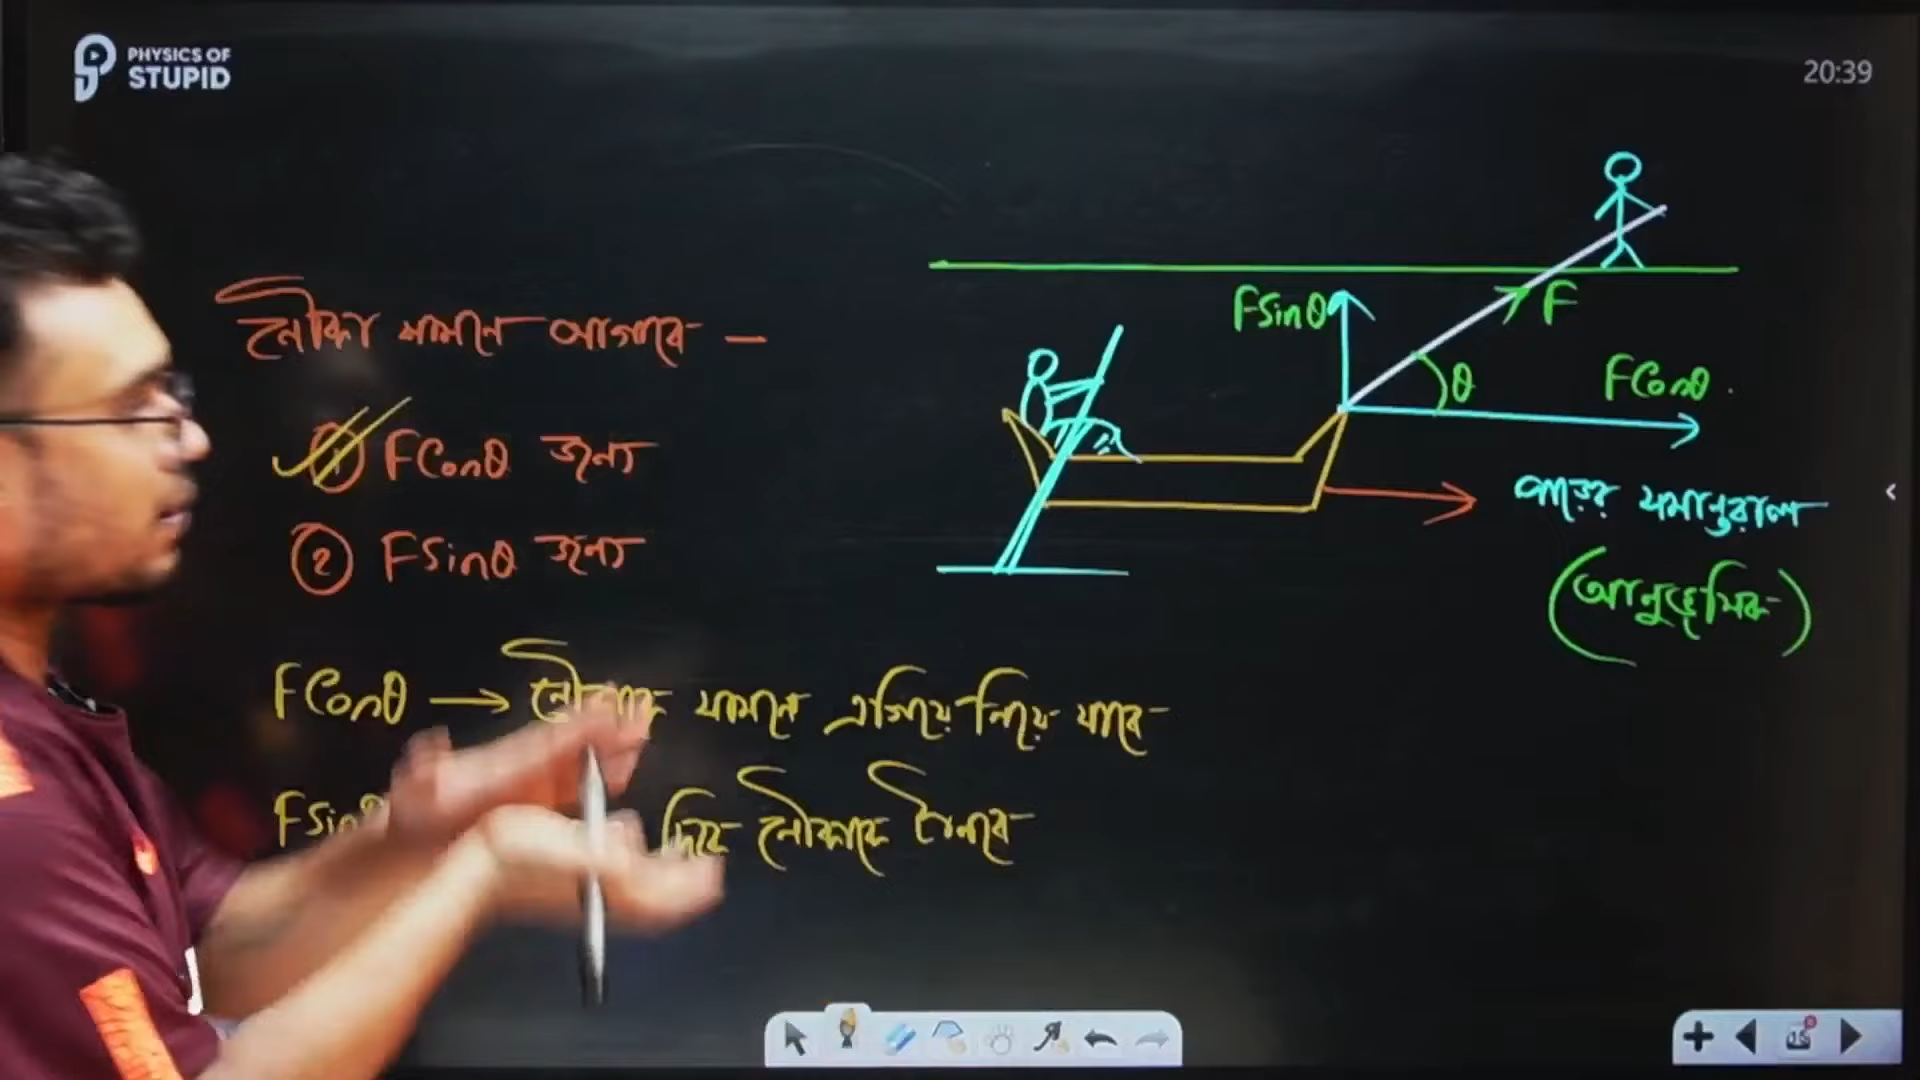 PHYSICS OF
STUPID
20:39
নৌকা সামনে আগাবে —
① FCosθ জন্য
② FSinθ জন্য
FCosθ → নৌকাকে সামনে এগিয়ে নিয়ে যাবে
FSinθ দিকে নৌকাকে টানবে
FSinθ
F
θ
FCosθ
পাড়ের সমান্তরাল
(আনুভূমিক)